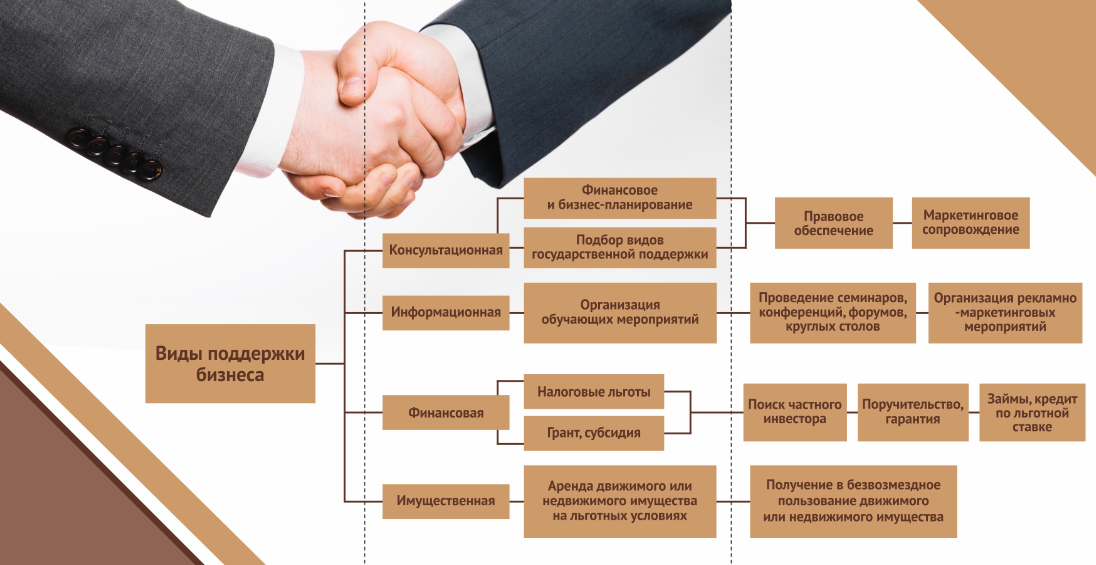 Виды поддержки
бизнеса
Консультационная
Финансовое
и бизнес-планирование
Подбор видов
государственной поддержки
Правовое
обеспечение
Маркетинговое
сопровождение
Информационная
Организация
обучающих мероприятий
Проведение семинаров,
конференций, форумов,
круглых столов
Организация рекламно
-маркетинговых
мероприятий
Финансовая
Налоговые льготы
Грант, субсидия
Поиск частного
инвестора
Поручительство,
гарантия
Займы, кредит
по льготной
ставке
Имущественная
Аренда движимого или
недвижимого имущества
на льготных условиях
Получение в безвозмездное
пользование движимого
или недвижимого имущества